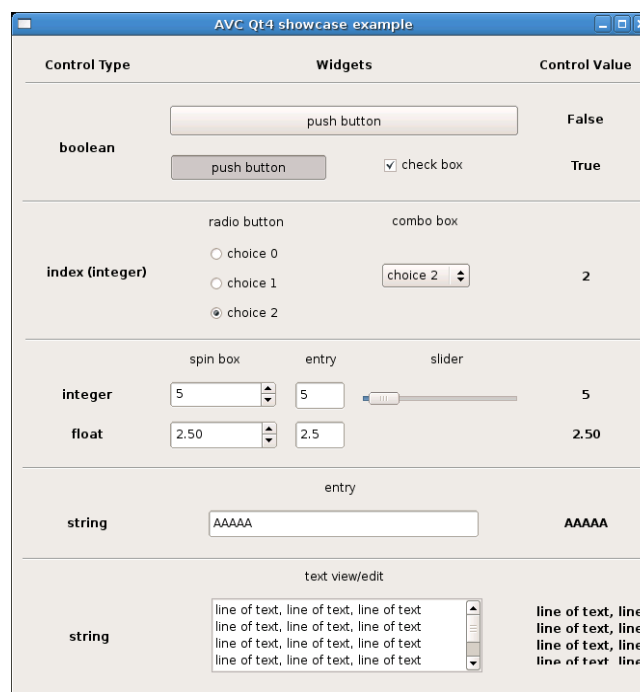 AVC Qt4 showcase example
Control Type Widgets Control Value
push button False
boolean
push button check box True
radio button combo box
choice 0
index (integer) choice 1 choice 2 2
choice 2
spin box entry slider
integer 5 5 5
float 2.50 2.5 2.50
entry
string AAAAA AAAAA
text view/edit
line of text, line of text, line of text line of text, line
line of text, line of text, line of text line of text, line
string
line of text, line of text, line of text line of text, line
line of text, line of text, line of text line of text, line